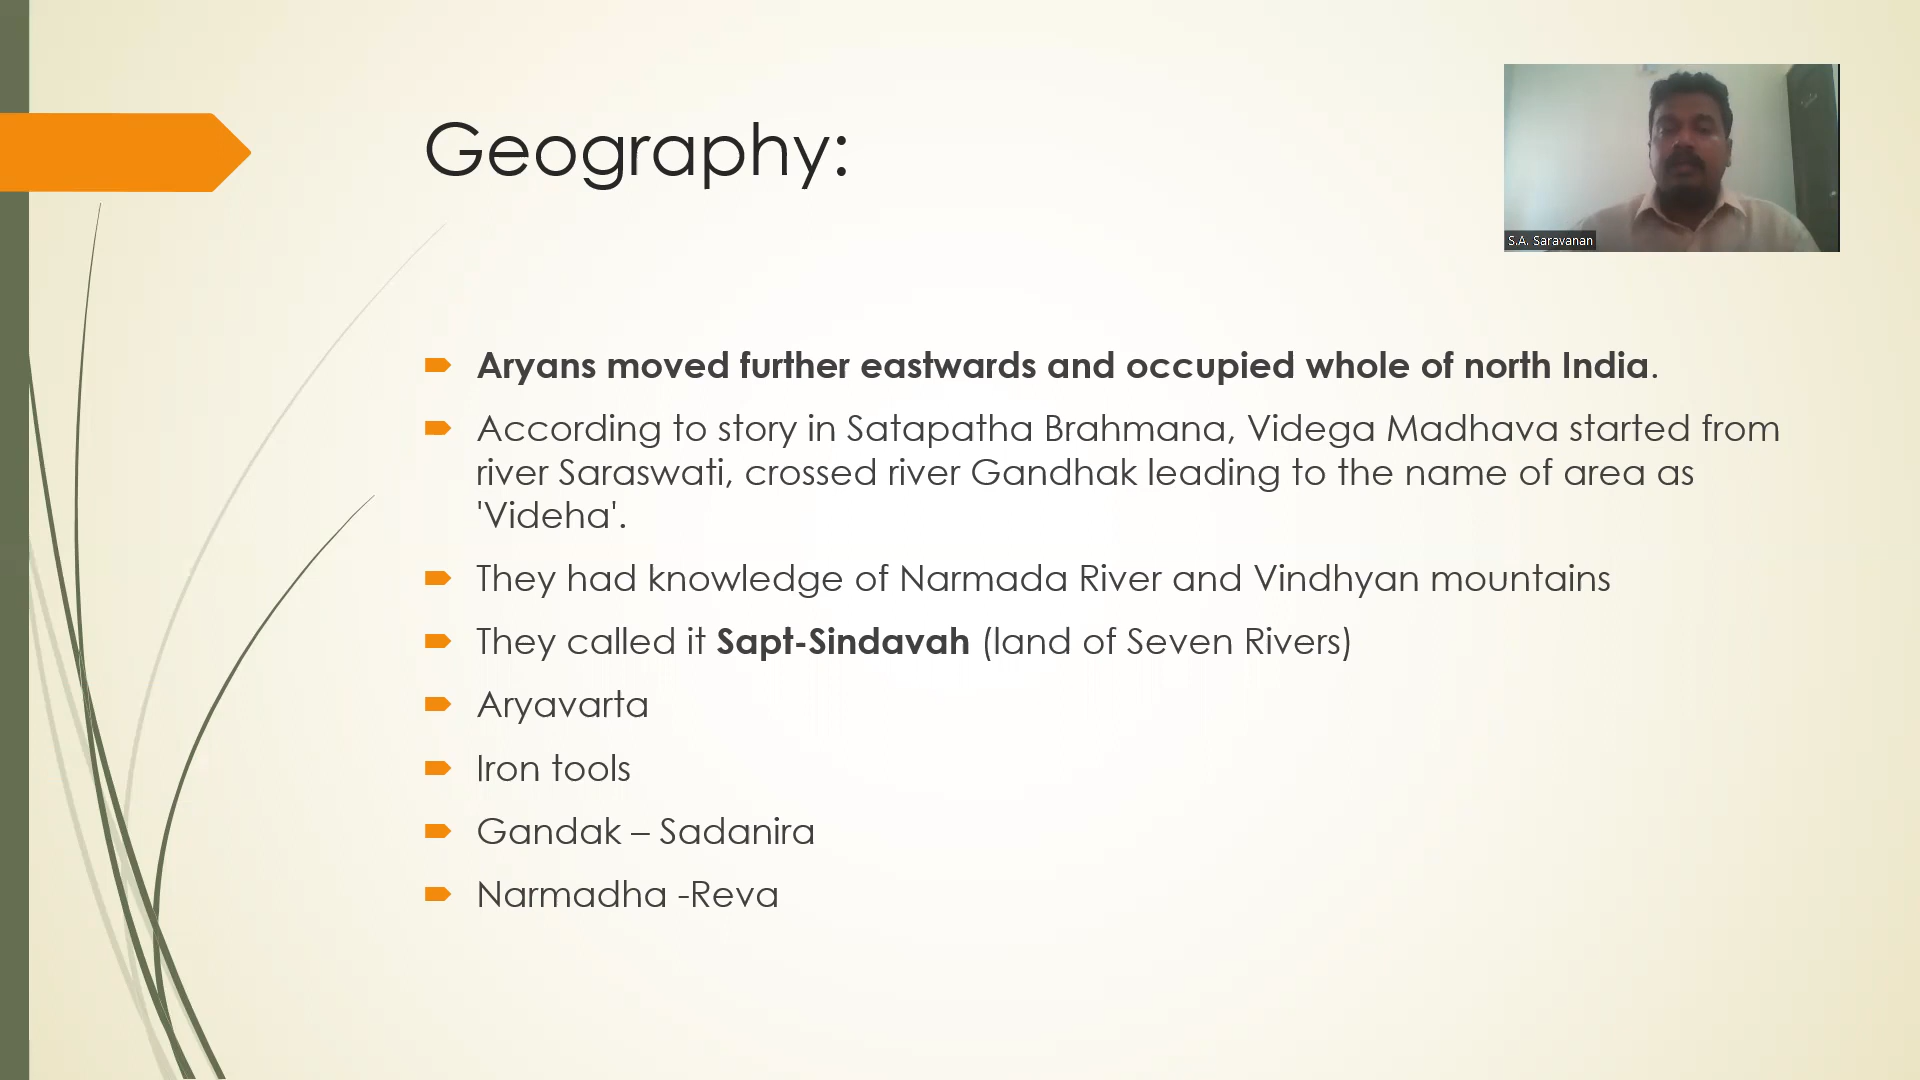 Geography:
S.A. Saravanan
Aryans moved further eastwards and occupied whole of north India.
According to story in Satapatha Brahmana, Videga Madhava started from
river Saraswati, crossed river Gandhak leading to the name of area as
'Videha'.
They had knowledge of Narmada River and Vindhyan mountains
They called it Sapt-Sindavah (land of Seven Rivers)
Aryavarta
Iron tools
Gandak – Sadanira
Narmadha -Reva